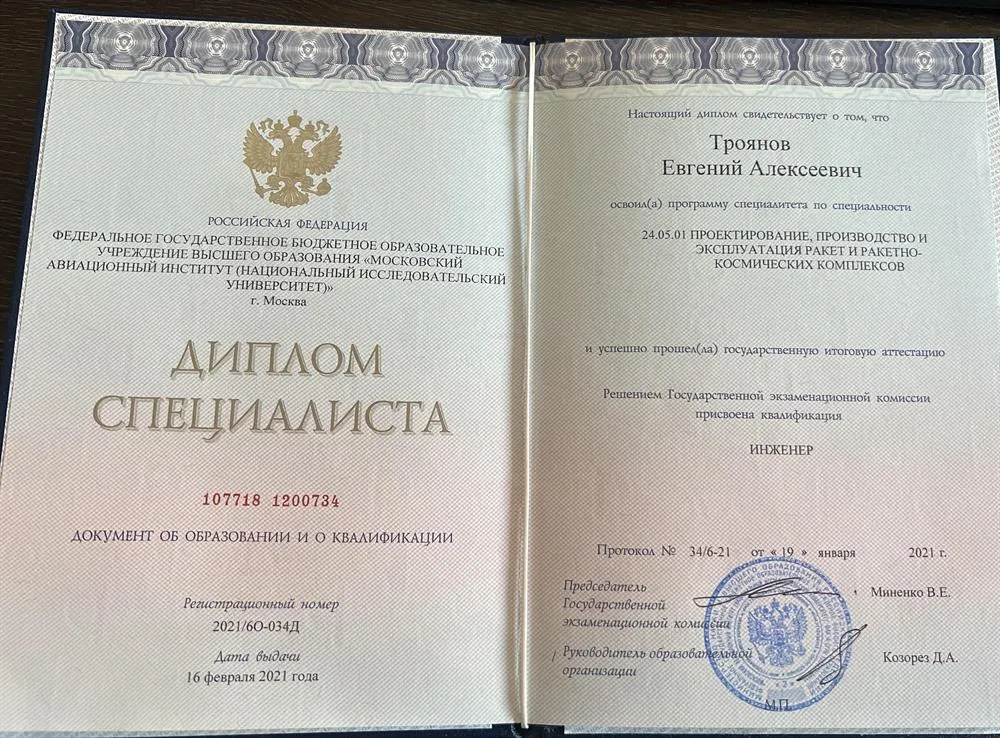 РОССИЙСКАЯ ФЕДЕРАЦИЯ
ФЕДЕРАЛЬНОЕ ГОСУДАРСТВЕННОЕ БЮДЖЕТНОЕ ОБРАЗОВАТЕЛЬНОЕ
УЧРЕЖДЕНИЕ ВЫСШЕГО ОБРАЗОВАНИЯ «МОСКОВСКИЙ
АВИАЦИОННЫЙ ИНСТИТУТ (НАЦИОНАЛЬНЫЙ ИССЛЕДОВАТЕЛЬСКИЙ
УНИВЕРСИТЕТ)»
г. Москва
ДИПЛОМ
СПЕЦИАЛИСТА
107718 1200734
ДОКУМЕНТ ОБ ОБРАЗОВАНИИ И О КВАЛИФИКАЦИИ
Регистрационный номер
2021/6О-034Д
Дата выдачи
16 февраля 2021 года
Настоящий диплом свидетельствует о том, что
Троянов
Евгений Алексеевич
освоил(а) программу специалитета по специальности
24.05.01 ПРОЕКТИРОВАНИЕ, ПРОИЗВОДСТВО И
ЭКСПЛУАТАЦИЯ РАКЕТ И РАКЕТНО-
КОСМИЧЕСКИХ КОМПЛЕКСОВ
и успешно прошел(ла) государственную итоговую аттестацию
Решением Государственной экзаменационной комиссии
присвоена квалификация
ИНЖЕНЕР
Протокол № 34/6-21 от « 19 » января 2021 г.
Председатель
Государственной
экзаменационной комиссии
Миненко В.Е.
Руководитель образовательной
организации
Козорез Д.А.
М.П.